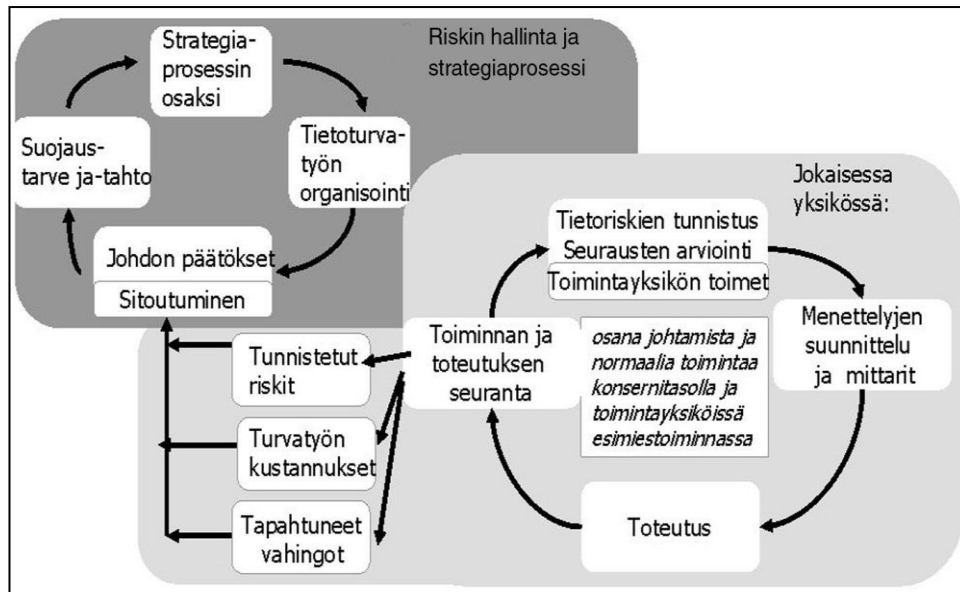 Riskin hallinta ja
strategiaprosessi
Strategia-
prosessin
osaksi
Suojaus-
tarve ja-tahto
Tietoturva-
työn
organisointi
Johdon päätökset
Sitoutuminen
Jokaisessa
yksikössä:
Tietoriskien tunnistus
Seurausten arviointi
Toimintayksikön toimet
Menettelyjen
suunnittelu
ja mittarit
Toiminnan ja
toteutuksen
seuranta
osana johtamista ja
normaalia toimintaa
konsernitasolla ja
toimintayksiköissä
esimiestoiminnassa
Toteutus
Tunnistetut
riskit
Turvatyön
kustannukset
Tapahtuneet
vahingot